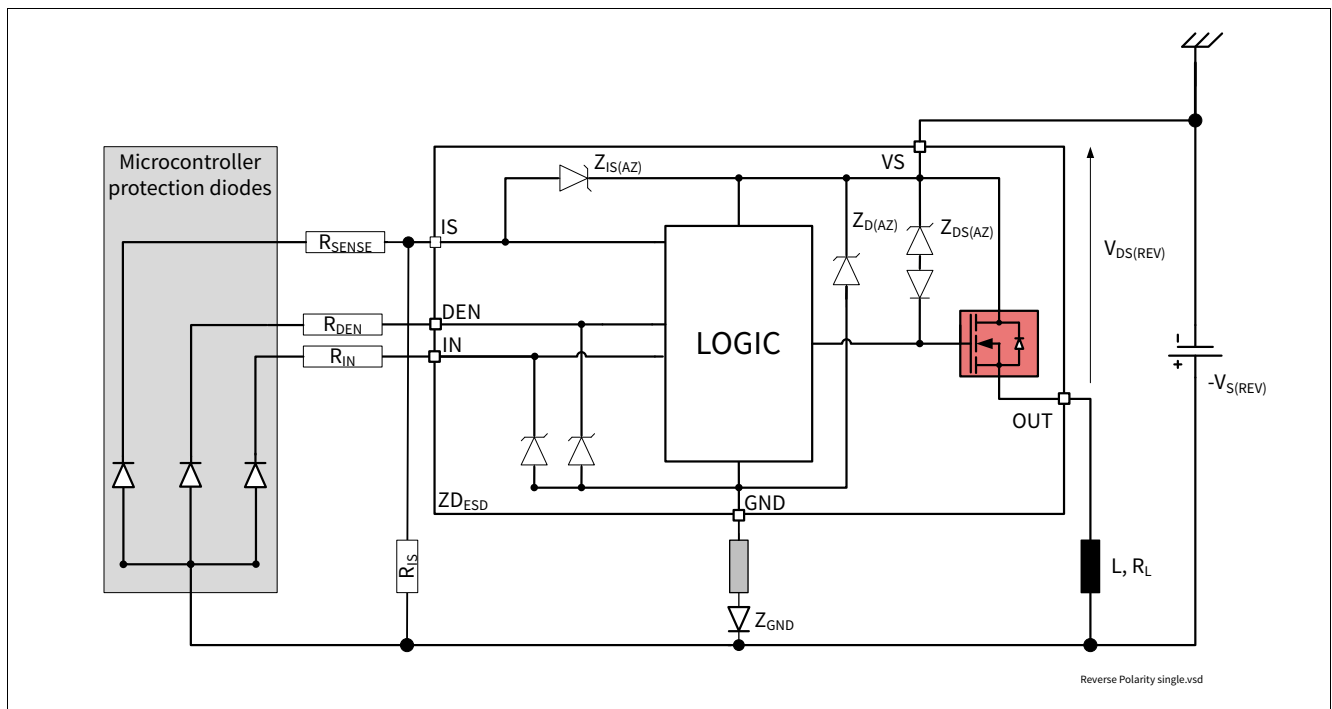 Microcontroller
protection diodes
Z_IS(AZ)
VS
IS
R_SENSE
Z_D(AZ)
Z_DS(AZ)
V_DS(REV)
DEN
R_DEN
IN
R_IN
LOGIC
-
+
-V_S(REV)
OUT
ZD_ESD
GND
R_IS
L, R_L
Z_GND
Reverse Polarity single.vsd